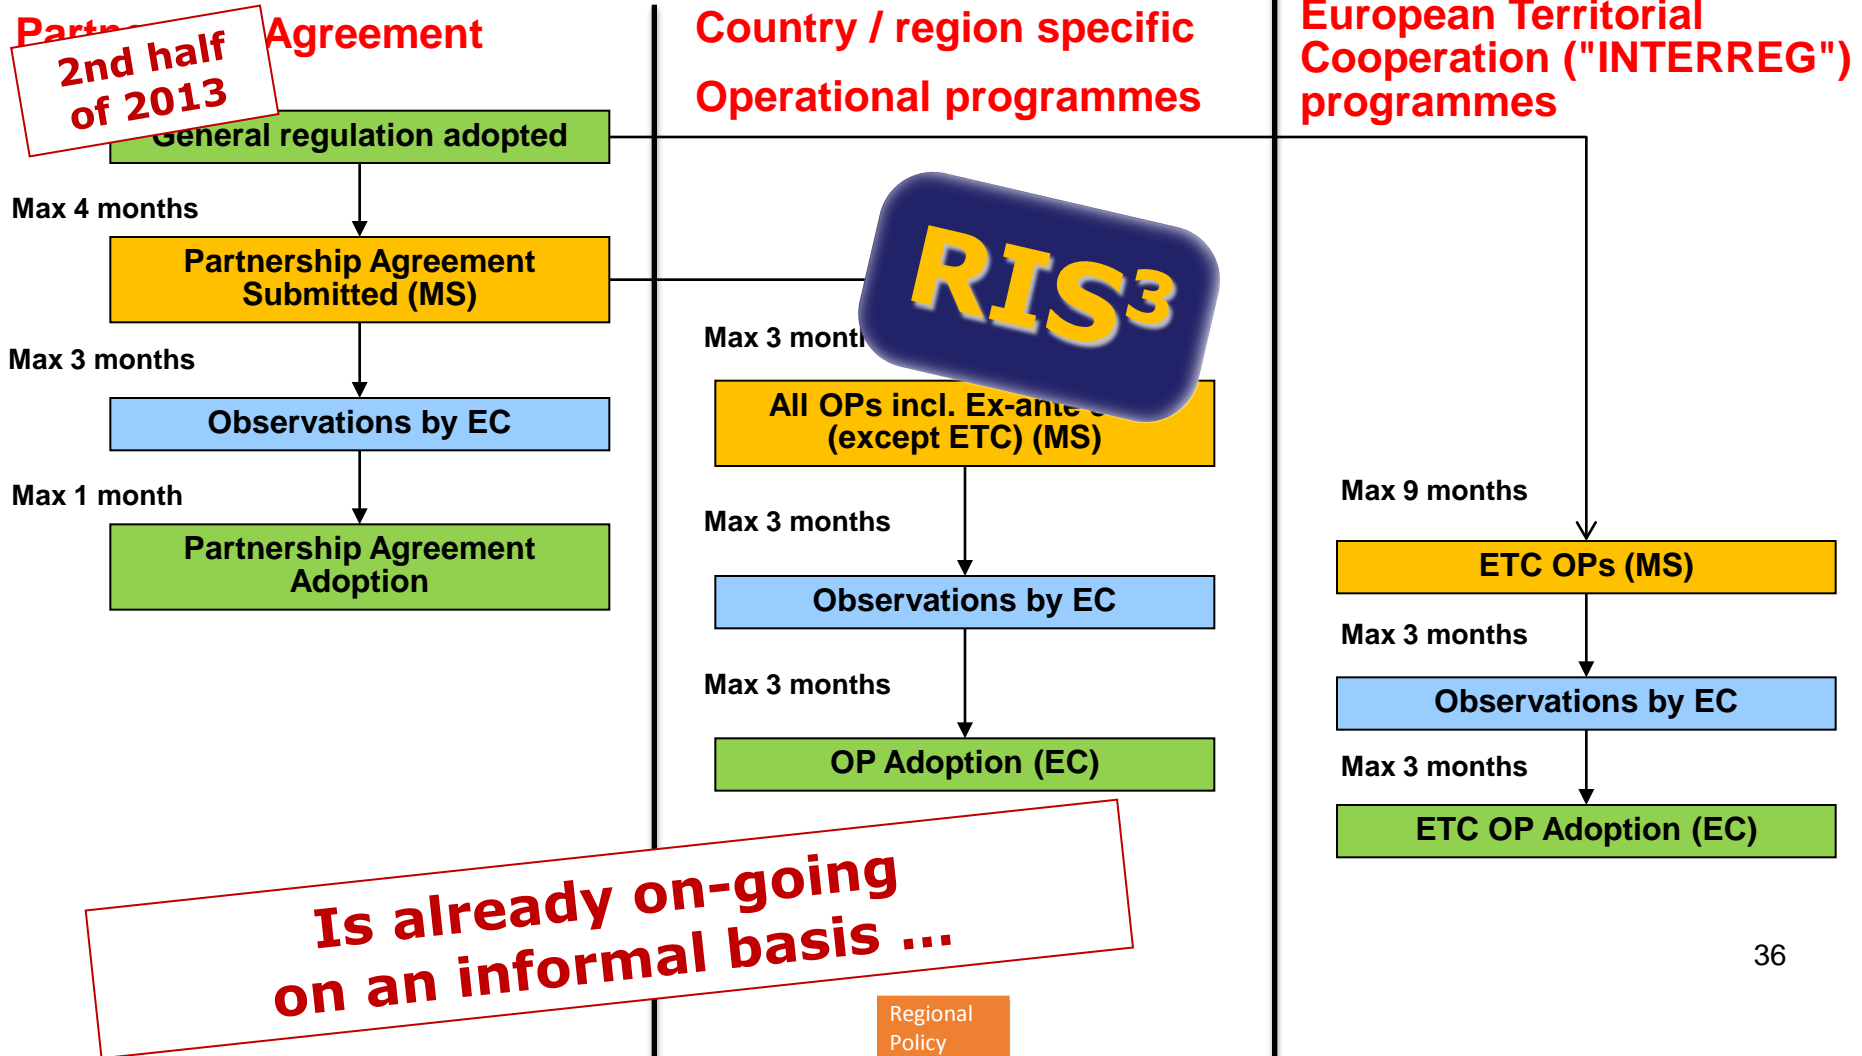 Agreement
2nd half
of 2013
General regulation adopted
Max 4 months
Partnership Agreement
Submitted (MS)
Max 3 months
Observations by EC
Max 1 month
Partnership Agreement
Adoption
Country / region specific
Operational programmes
RIS³
Max 3
All OPs incl. Ex-ante
(except ETC) (MS)
Max 3 months
Observations by EC
Max 3 months
OP Adoption (EC)
European Territorial
Cooperation ("INTERREG")
programmes
Max 9 months
ETC OPs (MS)
Max 3 months
Observations by EC
Max 3 months
ETC OP Adoption (EC)
Is already on-going
on an informal basis ...
36
Regional
Policy